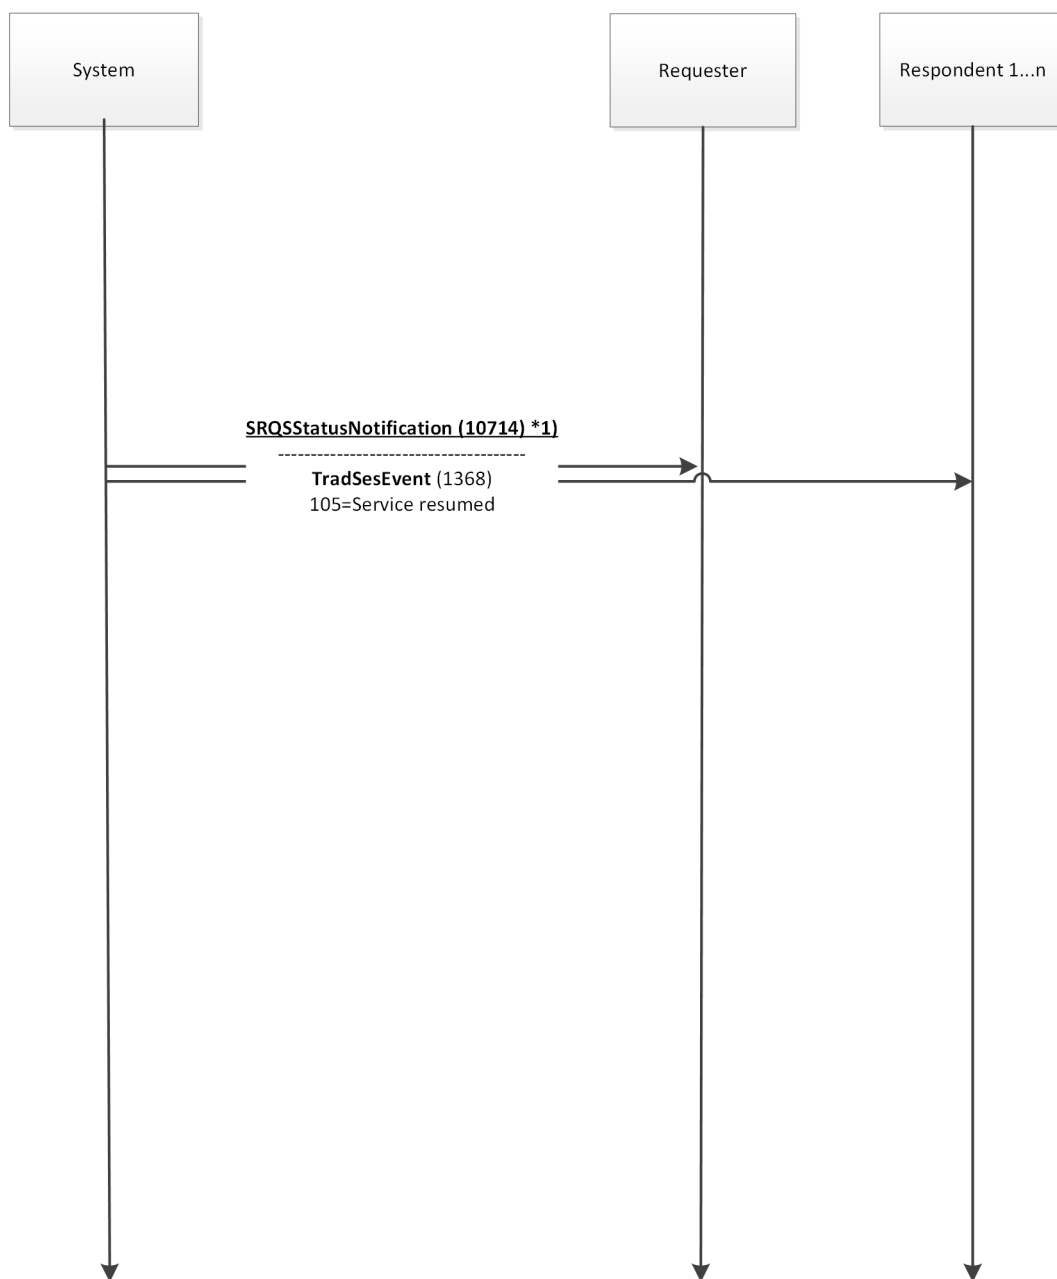 System
Requester
Respondent 1...n
SRQSStatusNotification (10714) *1)
--------------------------------------
TradSesEvent (1368)
105=Service resumed